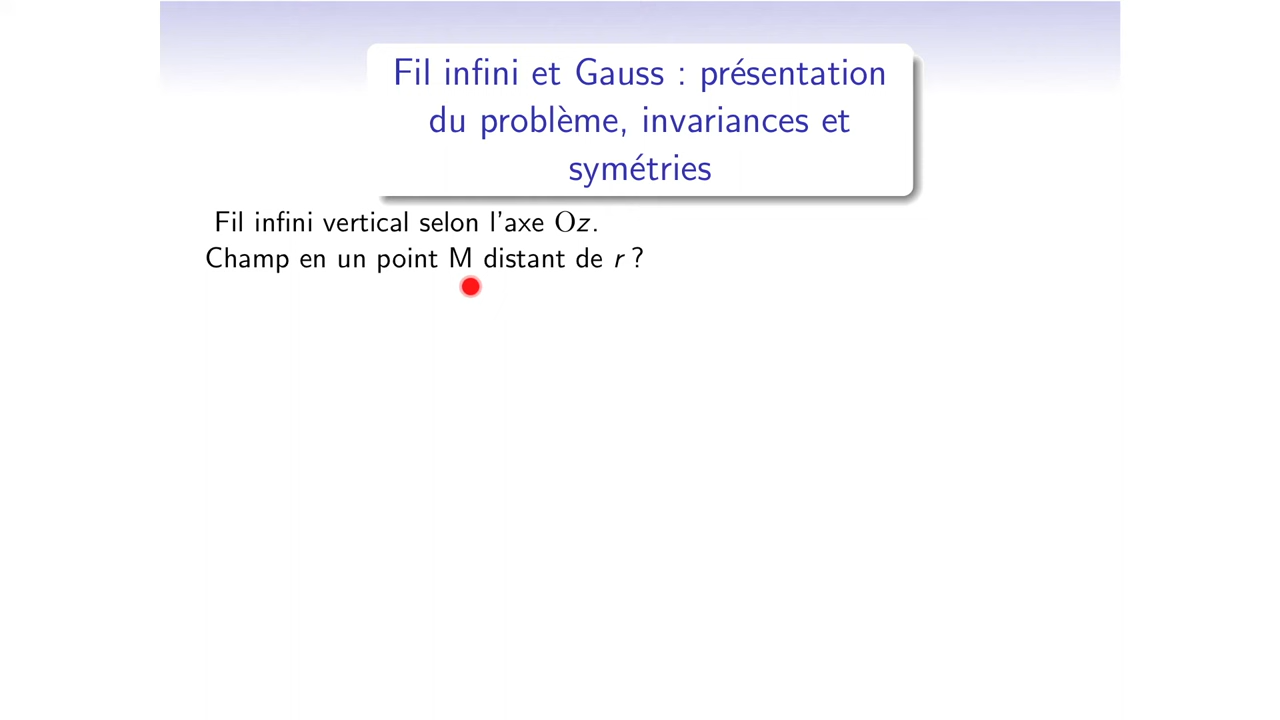 Fil infini et Gauss : présentation
du problème, invariances et
symétries
Fil infini vertical selon l'axe Oz.
Champ en un point M distant de r ?